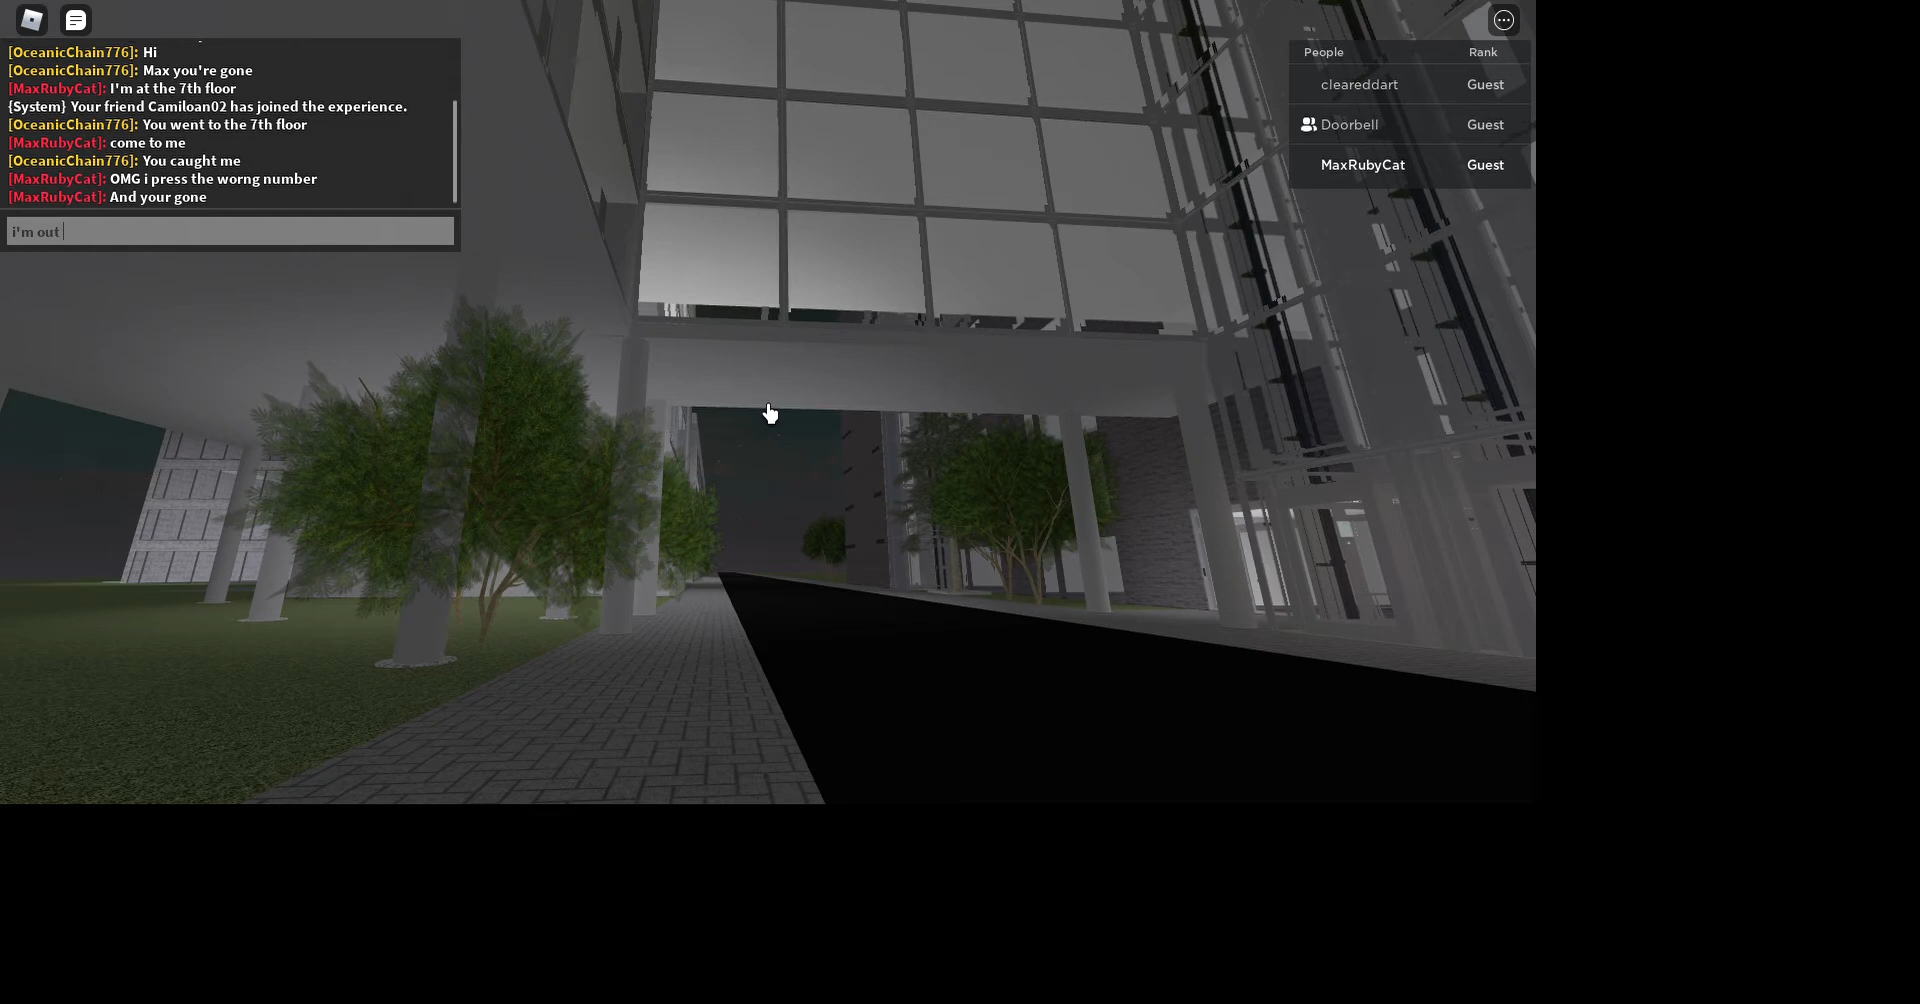 [OceanicChain776]: Hi
[OceanicChain776]: Max you're gone
[MaxRubyCat]: I'm at the 7th floor
{System} Your friend Camiloan02 has joined the experience.
[OceanicChain776]: You went to the 7th floor
[MaxRubyCat]: come to me
[OceanicChain776]: You caught me
[MaxRubyCat]: OMG i press the worng number
[MaxRubyCat]: And your gone
i'm out
People Rank
cleareddart Guest
Doorbell Guest
MaxRubyCat Guest